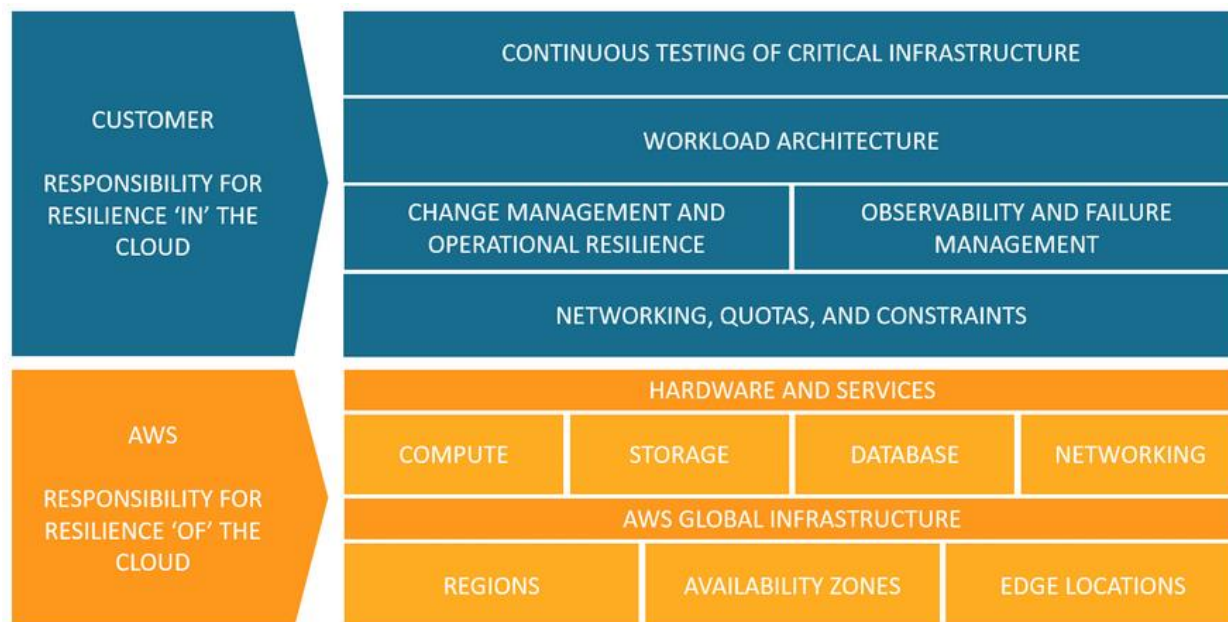 CUSTOMER
RESPONSIBILITY FOR
RESILIENCE ‘IN’ THE
CLOUD
CONTINUOUS TESTING OF CRITICAL INFRASTRUCTURE
WORKLOAD ARCHITECTURE
CHANGE MANAGEMENT AND
OPERATIONAL RESILIENCE
OBSERVABILITY AND FAILURE
MANAGEMENT
NETWORKING, QUOTAS, AND CONSTRAINTS
AWS
RESPONSIBILITY FOR
RESILIENCE ‘OF’ THE
CLOUD
HARDWARE AND SERVICES
COMPUTE
STORAGE
DATABASE
NETWORKING
AWS GLOBAL INFRASTRUCTURE
REGIONS
AVAILABILITY ZONES
EDGE LOCATIONS